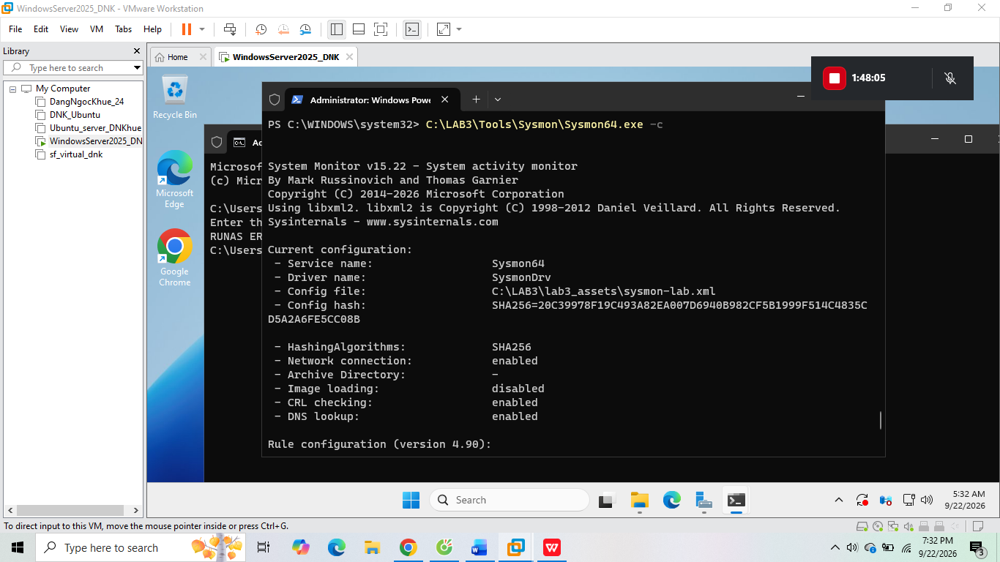 WindowsServer2025_DNK - VMware Workstation
File Edit View VM Tabs Help
Library
Type here to search
My Computer
DangNgocKhue_24
DNK_Ubuntu
Ubuntu_server_DNKhue
WindowsServer2025_DN
sf_virtual_dnk
Home
WindowsServer2025_DNK
1:48:05
Recycle Bin
Microsoft
Edge
Google
Chrome
Ad
Microsof
(c) Micr
C:\Users
Enter th
RUNAS ER
C:\Users
Administrator: Windows Powe
PS C:\WINDOWS\system32> C:\LAB3\Tools\Sysmon\Sysmon64.exe -c
System Monitor v15.22 - System activity monitor
By Mark Russinovich and Thomas Garnier
Copyright (C) 2014-2026 Microsoft Corporation
Using libxml2. libxml2 is Copyright (C) 1998-2012 Daniel Veillard. All Rights Reserved.
Sysinternals - www.sysinternals.com
Current configuration:
- Service name: Sysmon64
- Driver name: SysmonDrv
- Config file: C:\LAB3\lab3_assets\sysmon-lab.xml
- Config hash: SHA256=20C39978F19C493A82EA007D6940B982CF5B1999F514C4835C
D5A2A6FE5CC08B
- HashingAlgorithms: SHA256
- Network connection: enabled
- Archive Directory: -
- Image loading: disabled
- CRL checking: enabled
- DNS lookup: enabled
Rule configuration (version 4.90):
Search
5:32 AM
9/22/2026
To direct input to this VM, move the mouse pointer inside or press Ctrl+G.
Type here to search
7:32 PM
9/22/2026
3